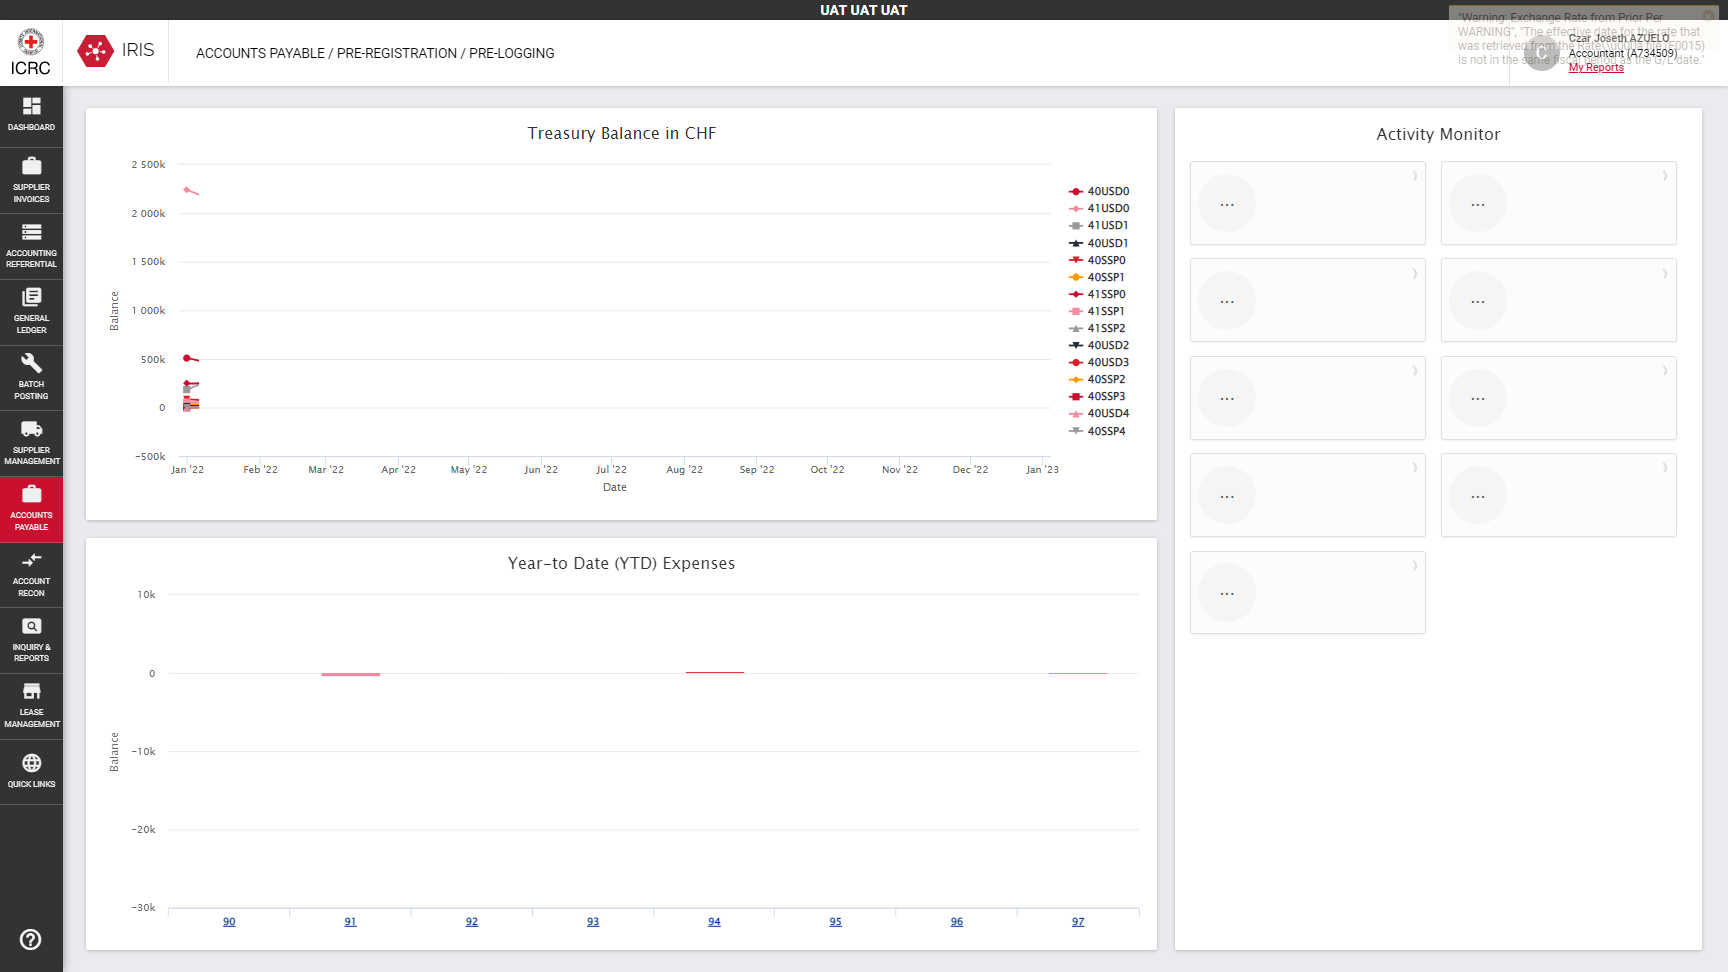 UAT UAT UAT
ICRC
IRIS
ACCOUNTS PAYABLE / PRE-REGISTRATION / PRE-LOGGING
"Warning: Exchange Rate from Prior Per
WARNING", "The effective date for the rate that
was retrieved from the Rate\\u000a file (F0015)
is not in the same fiscal period as the G/L date."
C
Czar Joseth AZUELO
Accountant (A734509)
My Reports
DASHBOARD
SUPPLIER
INVOICES
ACCOUNTING
REFERENTIAL
GENERAL
LEDGER
BATCH
POSTING
SUPPLIER
MANAGEMENT
ACCOUNTS
PAYABLE
ACCOUNT
RECON
INQUIRY &
REPORTS
LEASE
MANAGEMENT
QUICK LINKS
Treasury Balance in CHF
2 500k
2 000k
1 500k
1 000k
500k
0
-500k
Balance
Jan '22
Feb '22
Mar '22
Apr '22
May '22
Jun '22
Jul '22
Aug '22
Sep '22
Oct '22
Nov '22
Dec '22
Jan '23
Date
40USD0
41USD0
41USD1
40USD1
40SSP0
40SSP1
41SSP0
41SSP1
41SSP2
40USD2
40USD3
40SSP2
40SSP3
40USD4
40SSP4
Year-to Date (YTD) Expenses
10k
0
-10k
-20k
-30k
Balance
90
91
92
93
94
95
96
97
Activity Monitor
...
...
...
...
...
...
...
...
...